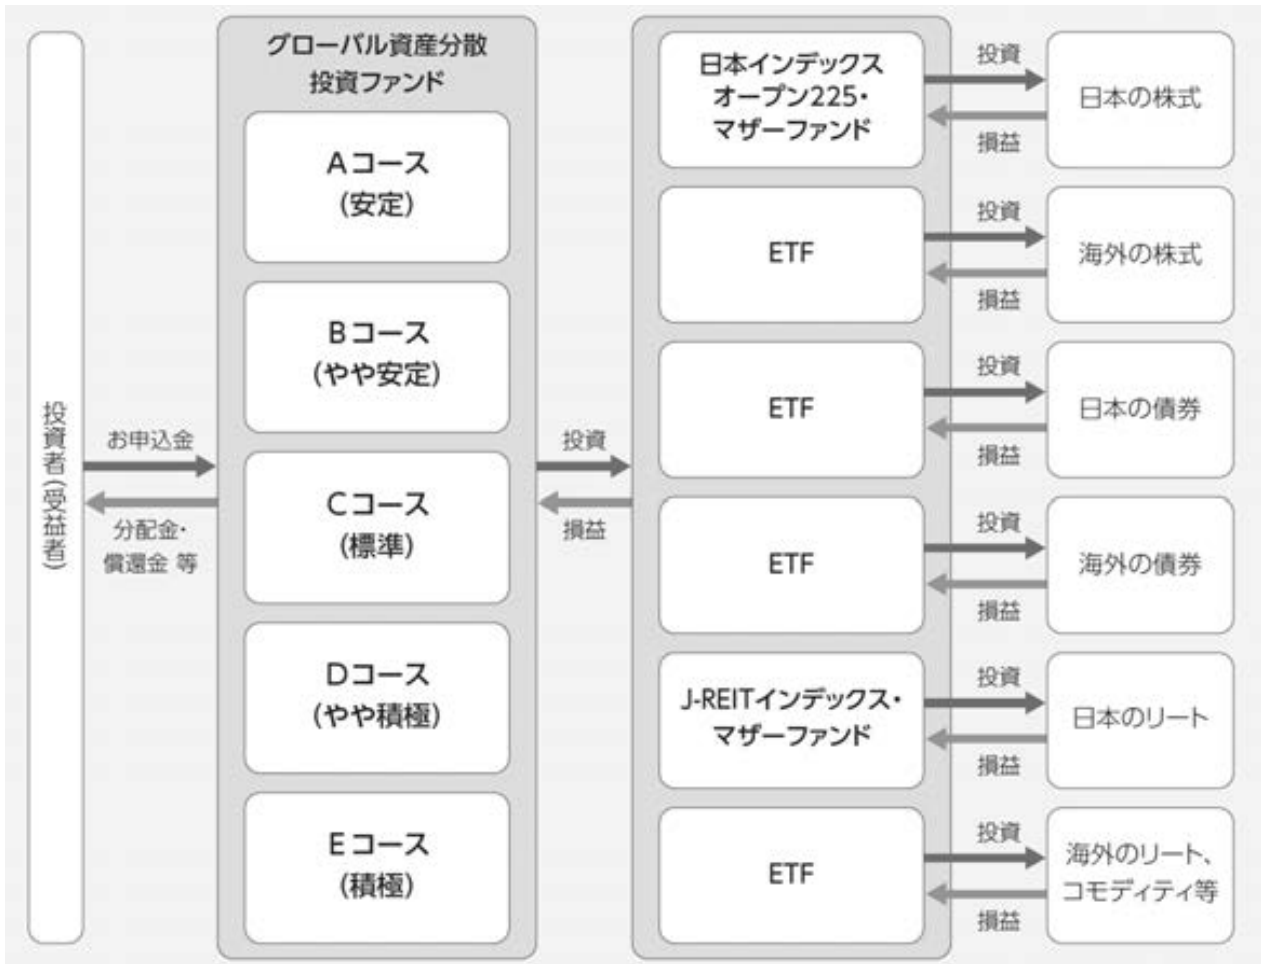 投資者(受益者)
お申込金
分配金・
償還金 等
グローバル資産分散
投資ファンド
Aコース
(安定)
Bコース
(やや安定)
Cコース
(標準)
Dコース
(やや積極)
Eコース
(積極)
投資
損益
日本インデックス
オープン225・
マザーファンド
投資
損益
日本の株式
ETF
投資
損益
海外の株式
ETF
投資
損益
日本の債券
ETF
投資
損益
海外の債券
J-REITインデックス・
マザーファンド
投資
損益
日本のリート
ETF
投資
損益
海外のリート、
コモディティ等